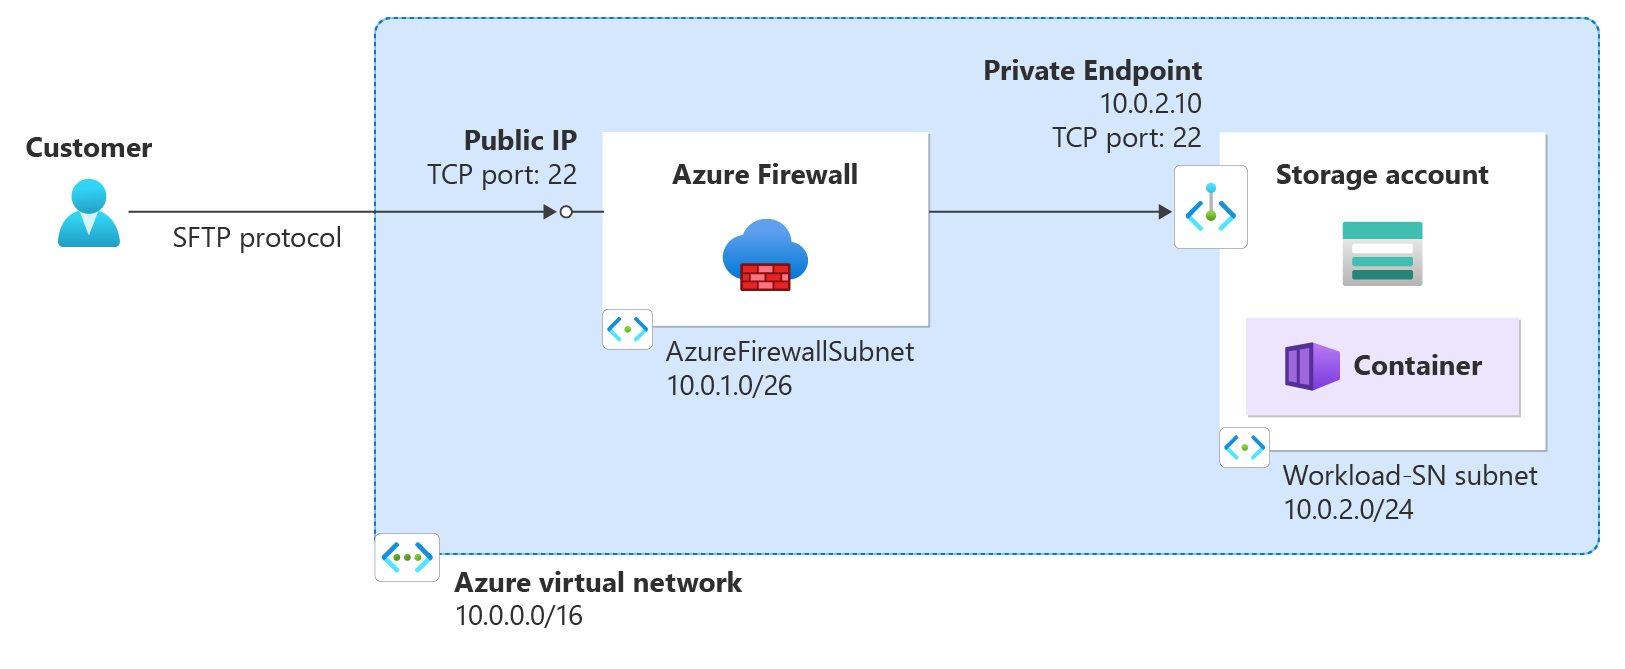 Customer
SFTP protocol
Public IP
TCP port: 22
Azure Firewall
AzureFirewallSubnet
10.0.1.0/26
Private Endpoint
10.0.2.10
TCP port: 22
Storage account
Container
Workload-SN subnet
10.0.2.0/24
Azure virtual network
10.0.0.0/16